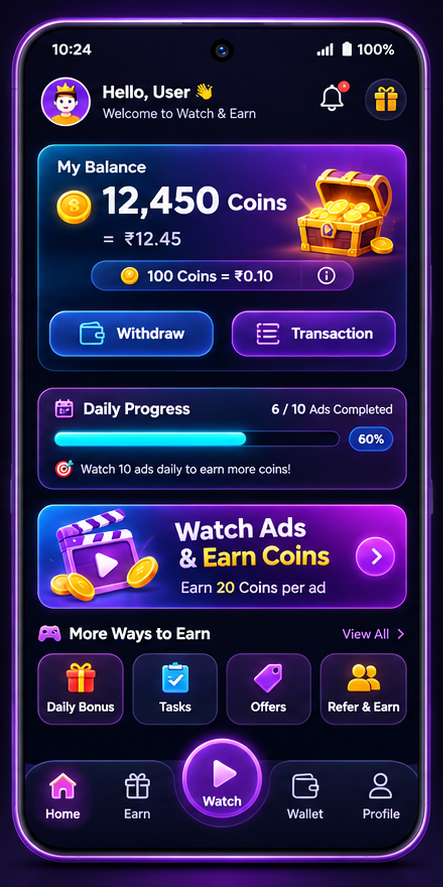 10:24
100%
Hello, User 👋
Welcome to Watch & Earn
My Balance
12,450 Coins
= ₹12.45
100 Coins = ₹0.10
Withdraw
Transaction
Daily Progress
6 / 10 Ads Completed
60%
Watch 10 ads daily to earn more coins!
Watch Ads
& Earn Coins
Earn 20 Coins per ad
More Ways to Earn
View All
Daily Bonus
Tasks
Offers
Refer & Earn
Home
Earn
Watch
Wallet
Profile